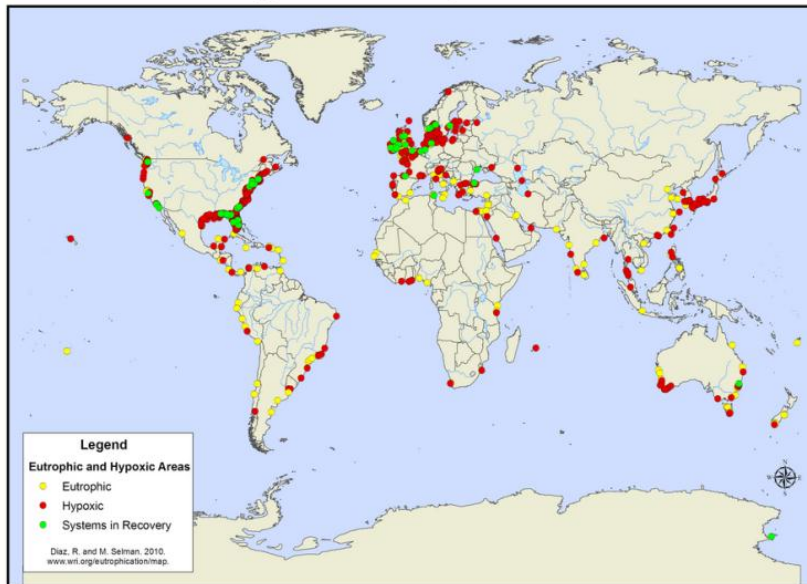 Legend
Eutrophic and Hypoxic Areas
Eutrophic
Hypoxic
Systems in Recovery
Diaz, R. and M. Selman. 2010.
www.wri.org/eutrophication/map.
N
W
E
S